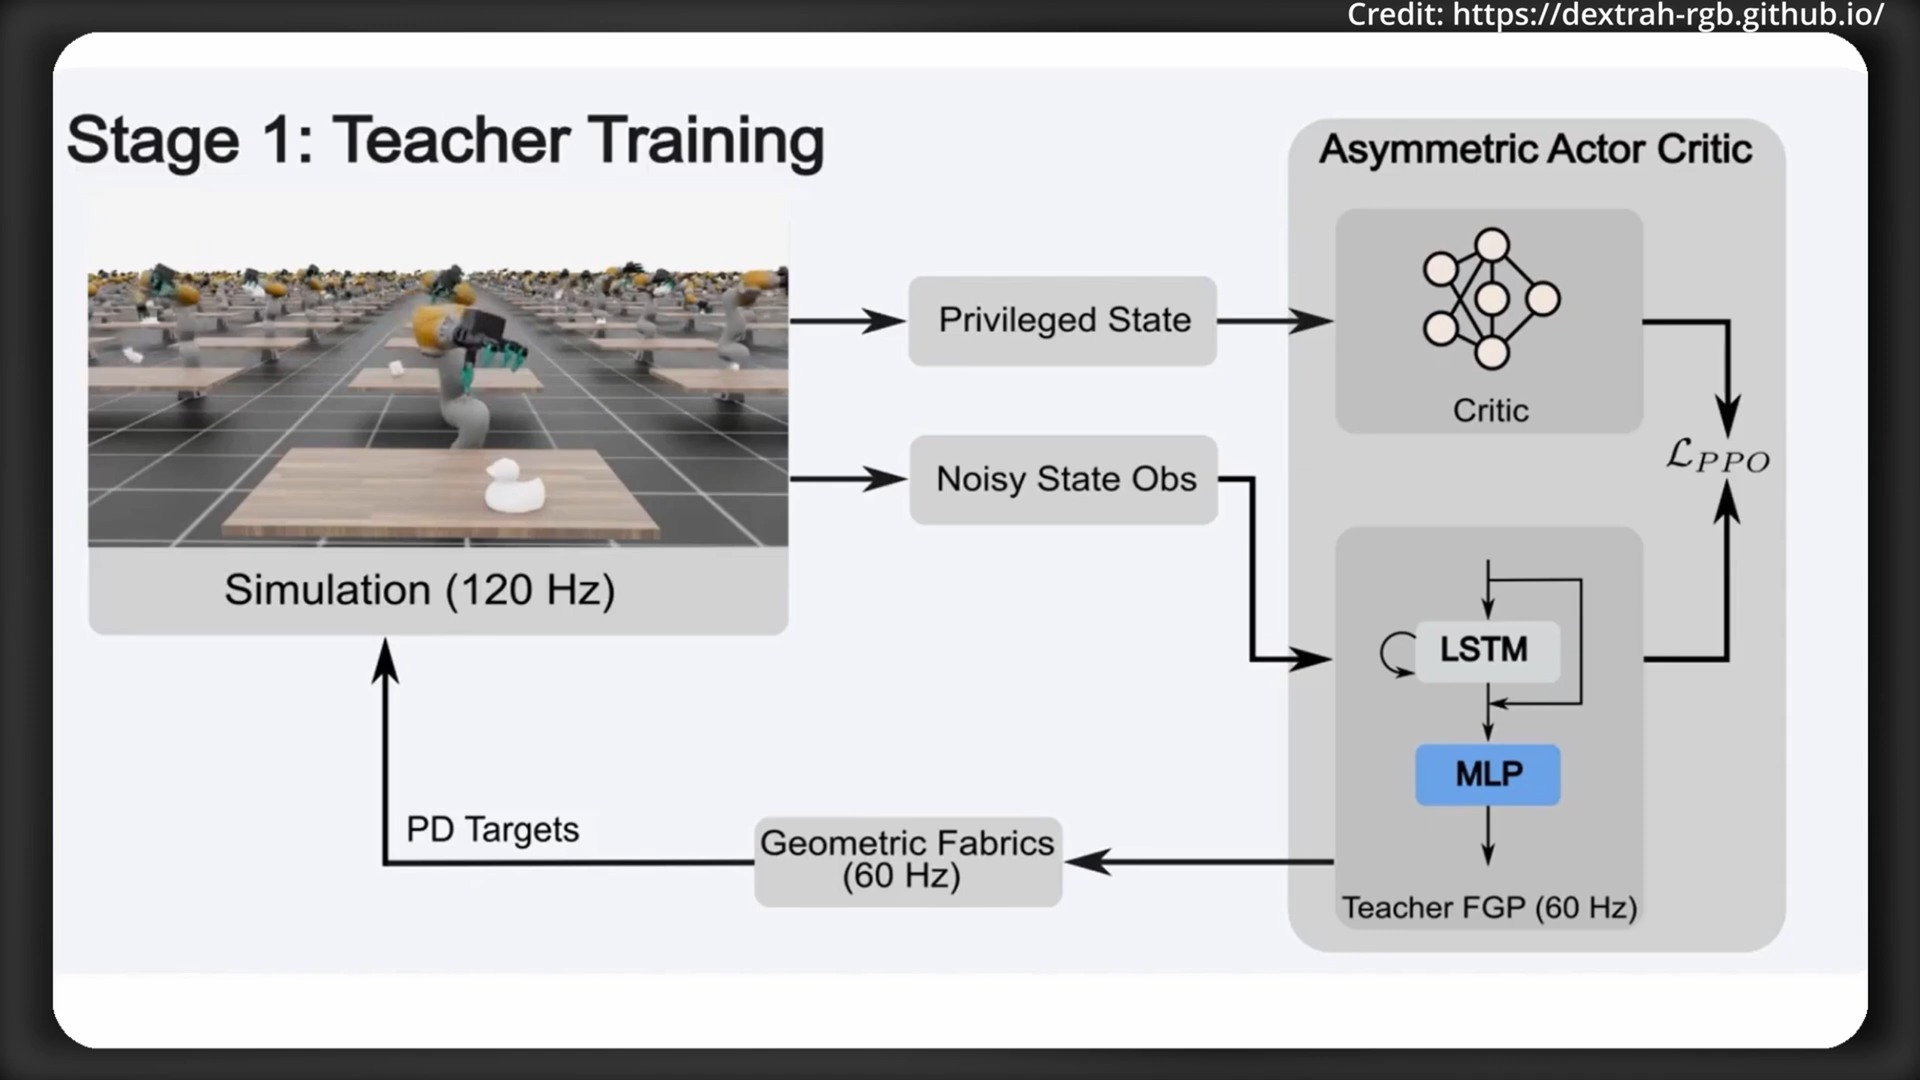 Credit: https://dextrah-rgb.github.io/
Stage 1: Teacher Training
Asymmetric Actor Critic
Privileged State
Critic
Noisy State Obs
ℒPPO
Simulation (120 Hz)
LSTM
MLP
PD Targets
Geometric Fabrics
(60 Hz)
Teacher FGP (60 Hz)